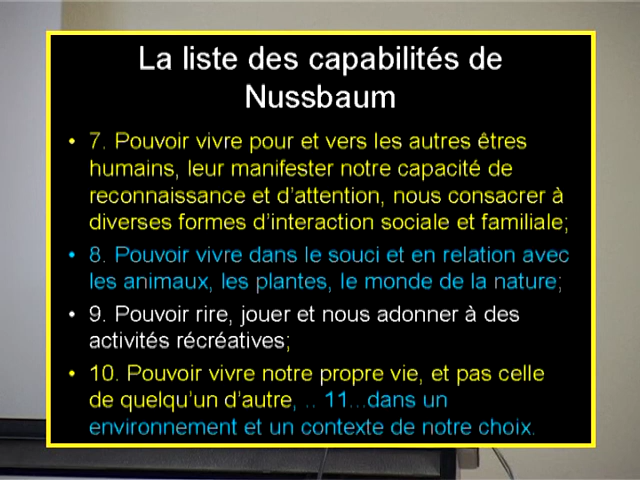 La liste des capabilités de
Nussbaum
• 7. Pouvoir vivre pour et vers les autres êtres
humains, leur manifester notre capacité de
reconnaissance et d'attention, nous consacrer à
diverses formes d'interaction sociale et familiale;
• 8. Pouvoir vivre dans le souci et en relation avec
les animaux, les plantes, le monde de la nature;
• 9. Pouvoir rire, jouer et nous adonner à des
activités récréatives;
• 10. Pouvoir vivre notre propre vie, et pas celle
de quelqu'un d'autre, .. 11...dans un
environnement et un contexte de notre choix.